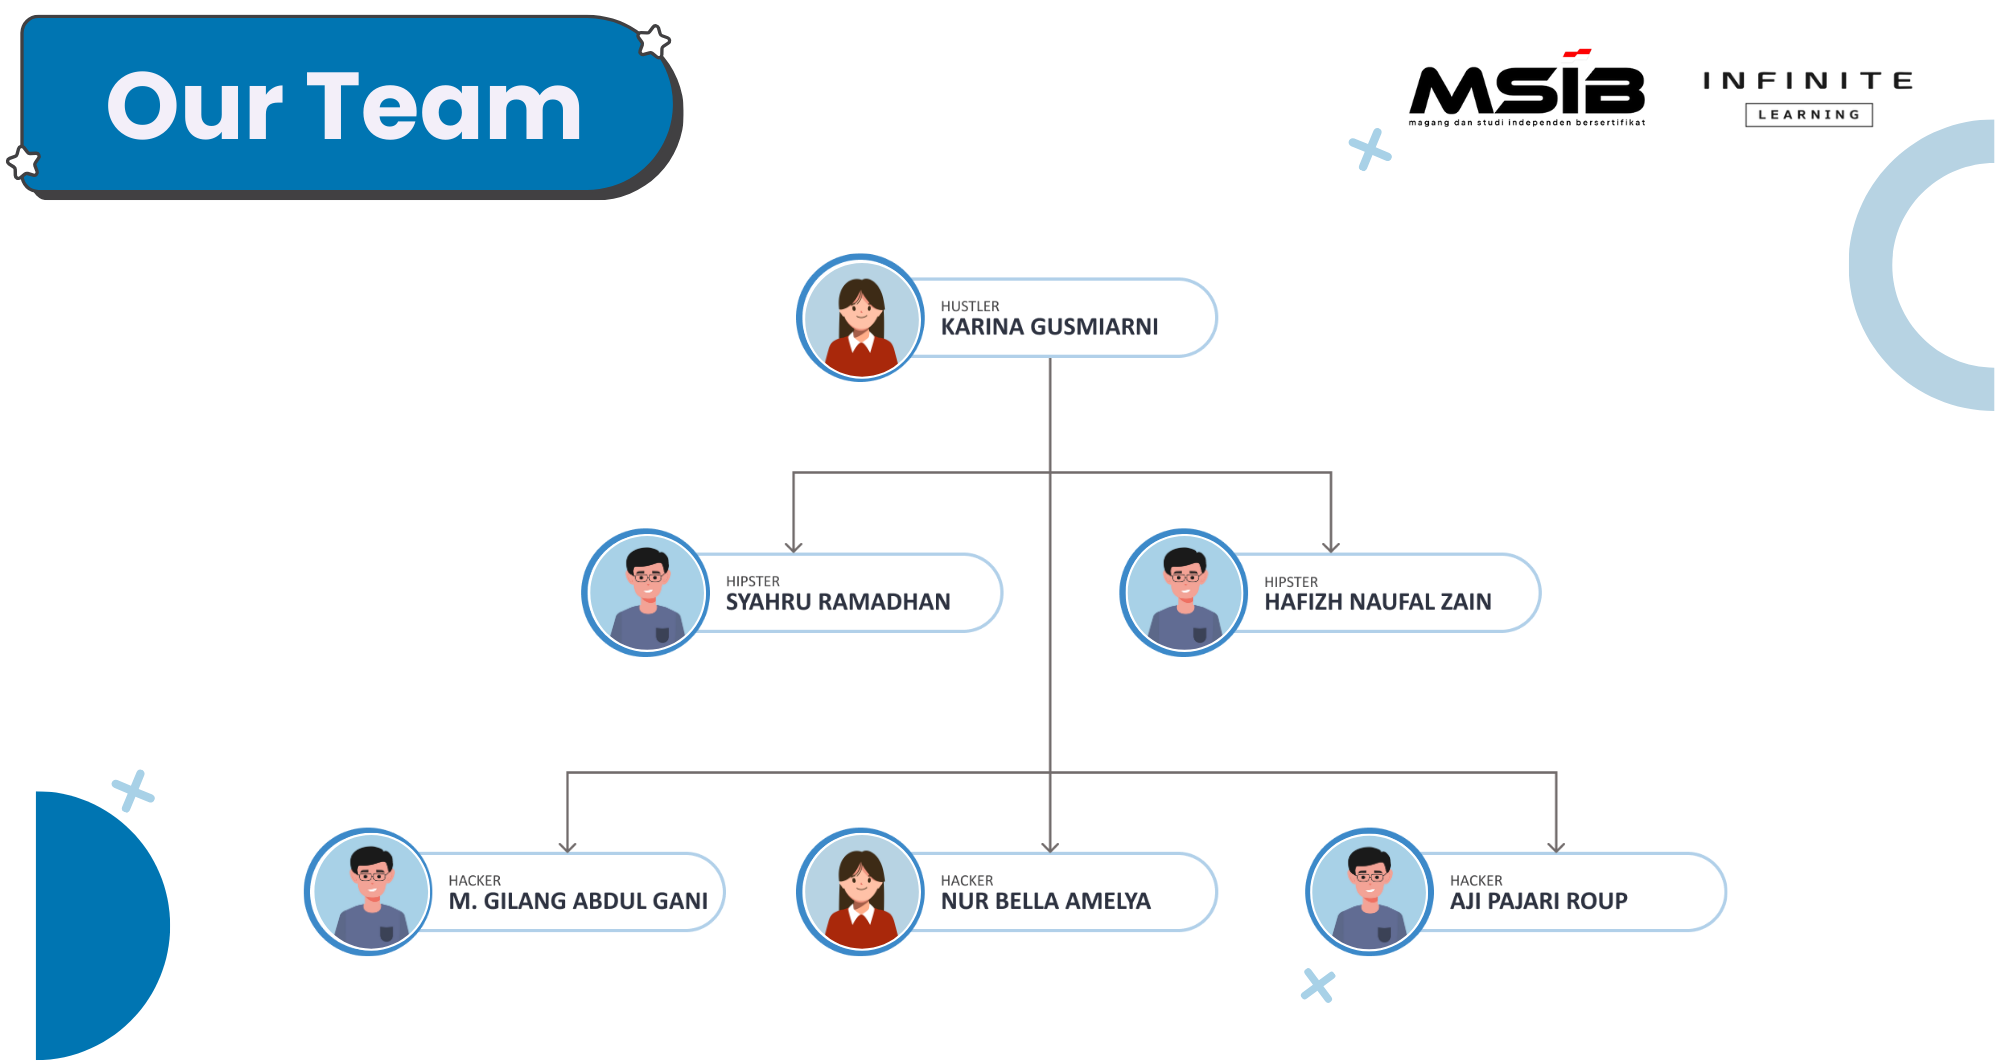 Our Team
MSIB
magang dan studi independen bersertifikat
INFINITE
LEARNING
HUSTLER
KARINA GUSMIARNI
HIPSTER
SYAHRU RAMADHAN
HIPSTER
HAFIZH NAUFAL ZAIN
HACKER
M. GILANG ABDUL GANI
HACKER
NUR BELLA AMELYA
HACKER
AJI PAJARI ROUP